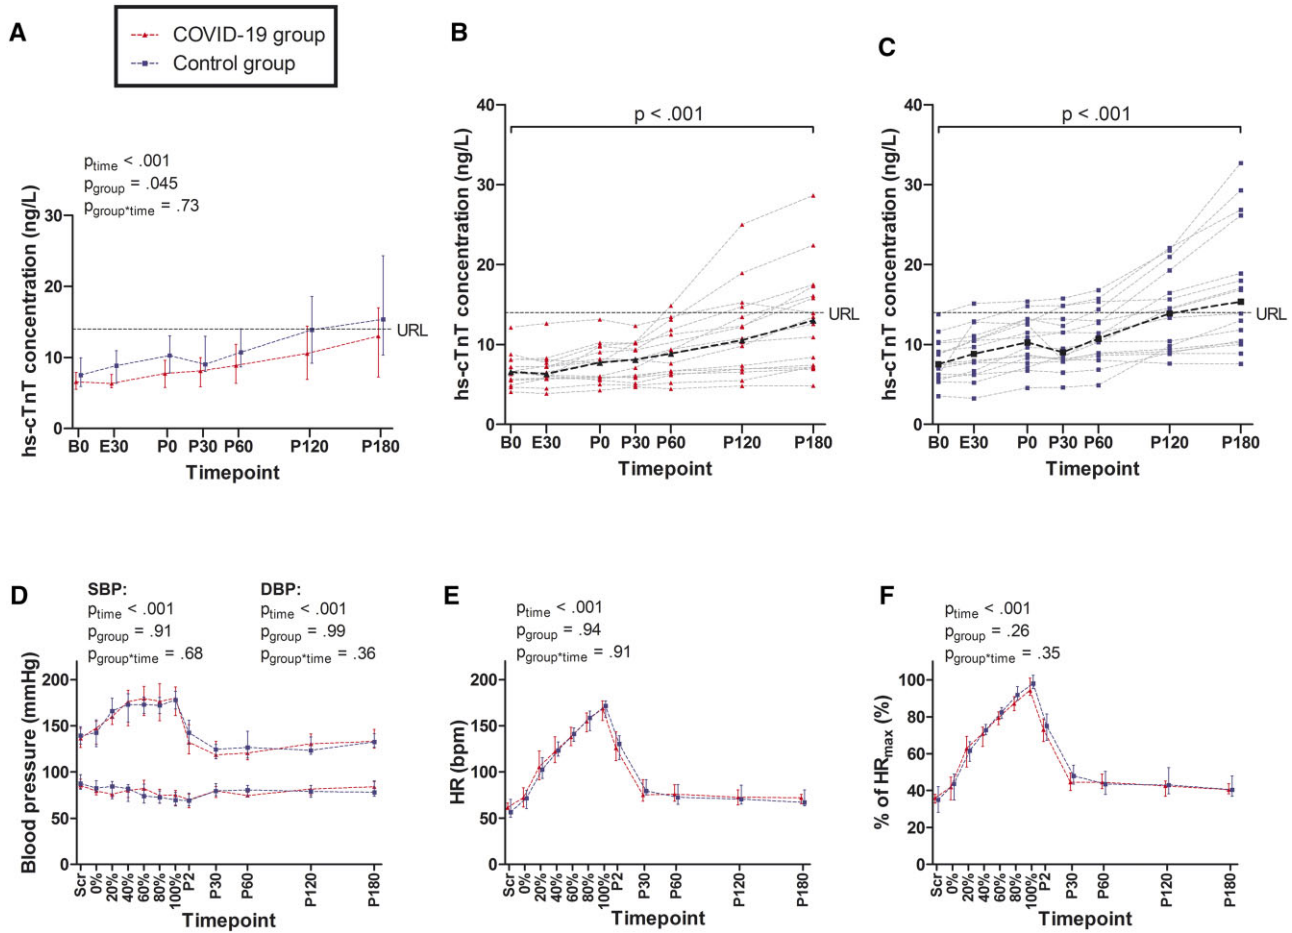 A
COVID-19 group
Control group
p_time < .001
p_group = .045
p_group*time = .73
hs-cTnT concentration (ng/L)
30
20
10
0
URL
B0 E30 P0 P30 P60 P120 P180
Timepoint
B
p < .001
hs-cTnT concentration (ng/L)
40
30
20
10
0
URL
B0 E30 P0 P30 P60 P120 P180
Timepoint
C
p < .001
hs-cTnT concentration (ng/L)
40
30
20
10
0
URL
B0 E30 P0 P30 P60 P120 P180
Timepoint
D
SBP:
p_time < .001
p_group = .91
p_group*time = .68
DBP:
p_time < .001
p_group = .99
p_group*time = .36
Blood pressure (mmHg)
200
150
100
50
0
Scr 0% 20% 40% 60% 80% 100% P2 P30 P60 P120 P180
Timepoint
E
p_time < .001
p_group = .94
p_group*time = .91
HR (bpm)
200
150
100
50
0
Scr 0% 20% 40% 60% 80% 100% P2 P30 P60 P120 P180
Timepoint
F
p_time < .001
p_group = .26
p_group*time = .35
% of HR_max (%)
100
80
60
40
20
0
Scr 0% 20% 40% 60% 80% 100% P2 P30 P60 P120 P180
Timepoint